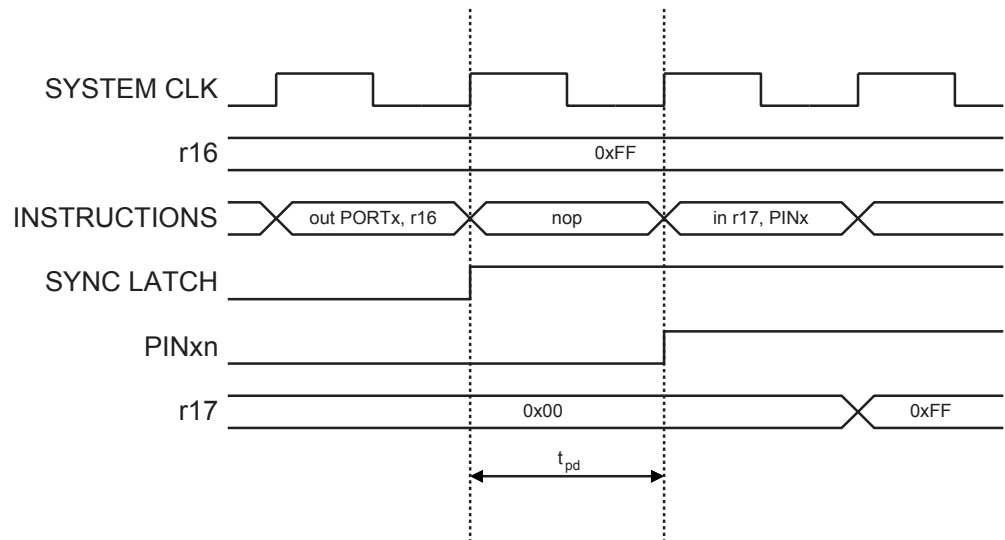 SYSTEM CLK
r16
0xFF
INSTRUCTIONS
out PORTx, r16
nop
in r17, PINx
SYNC LATCH
PINxn
r17
0x00
0xFF
tpd